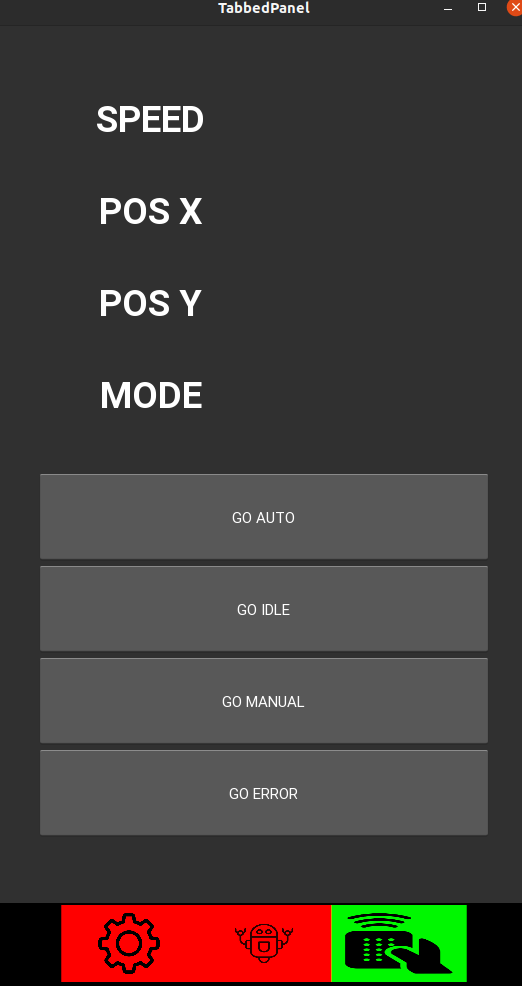 TabbedPanel
SPEED
POS X
POS Y
MODE
GO AUTO
GO IDLE
GO MANUAL
GO ERROR